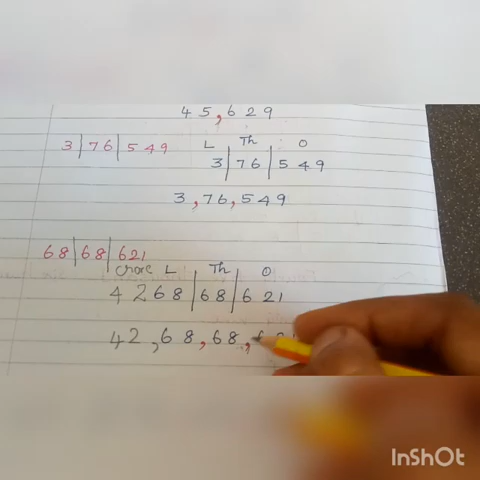 45,629
3|76|549 L Th O
3|76|549
3,76,549
68|68|621
crore L Th O
4268|68|621
42,68,68,
InShOt